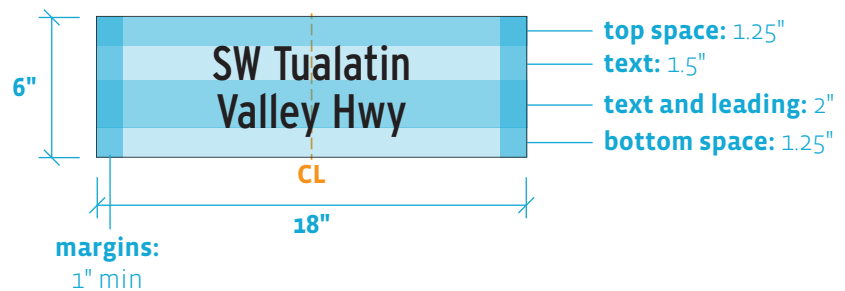 6"
SW Tualatin
Valley Hwy
CL
18"
margins:
1" min
top space: 1.25"
text: 1.5"
text and leading: 2"
bottom space: 1.25"